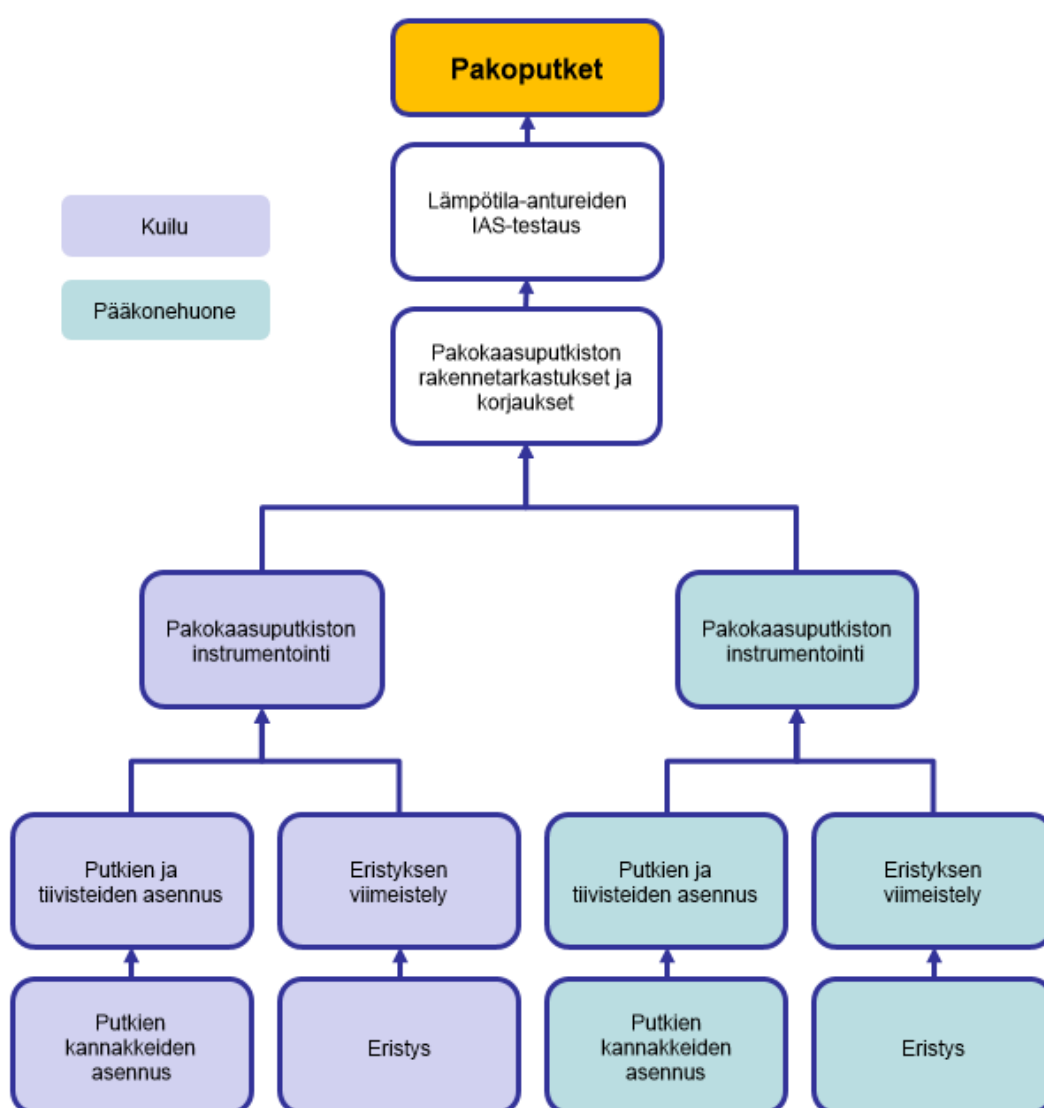 Pakoputket
Lämpötila-antureiden
IAS-testaus
Kuilu
Pääkonehuone
Pakokaasuputkiston
rakennetarkastukset ja
korjaukset
Pakokaasuputkiston
instrumentointi
Pakokaasuputkiston
instrumentointi
Putkien ja
tiivisteiden asennus
Eristyksen
viimeistely
Putkien ja
tiivisteiden asennus
Eristyksen
viimeistely
Putkien
kannakkeiden
asennus
Eristys
Putkien
kannakkeiden
asennus
Eristys